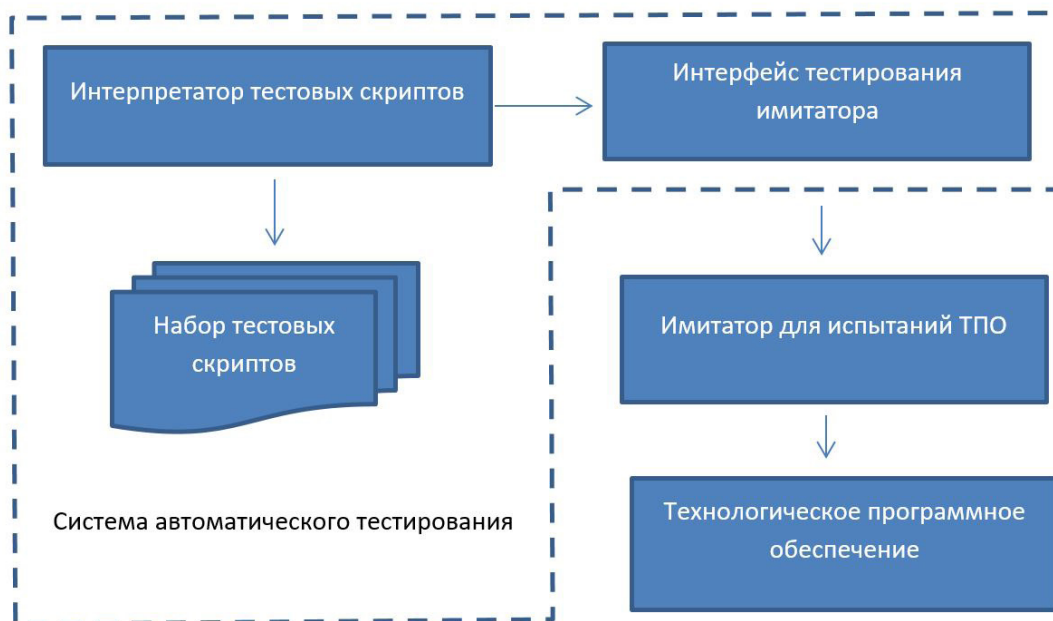 Интерпретатор тестовых скриптов
Интерфейс тестирования
имитатора
Набор тестовых
скриптов
Имитатор для испытаний ТПО
Система автоматического тестирования
Технологическое программное
обеспечение